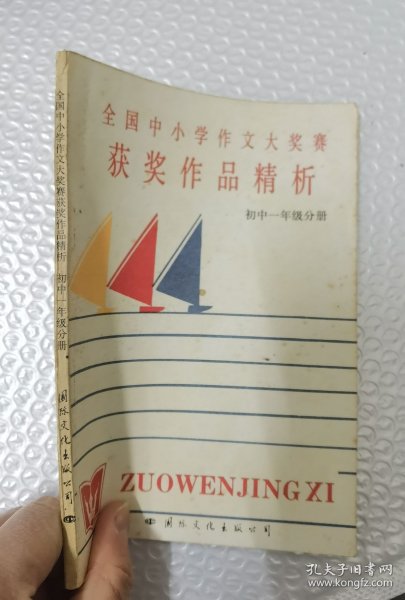 全国中小学作文大奖赛
获奖作品精析
初中一年级分册
ZUOWENJINGXI
国际文化出版公司
全国中小学作文大奖赛获奖作品精析 初中一年级分册
国际文化出版公司
孔夫子旧书网
www.kongfz.com